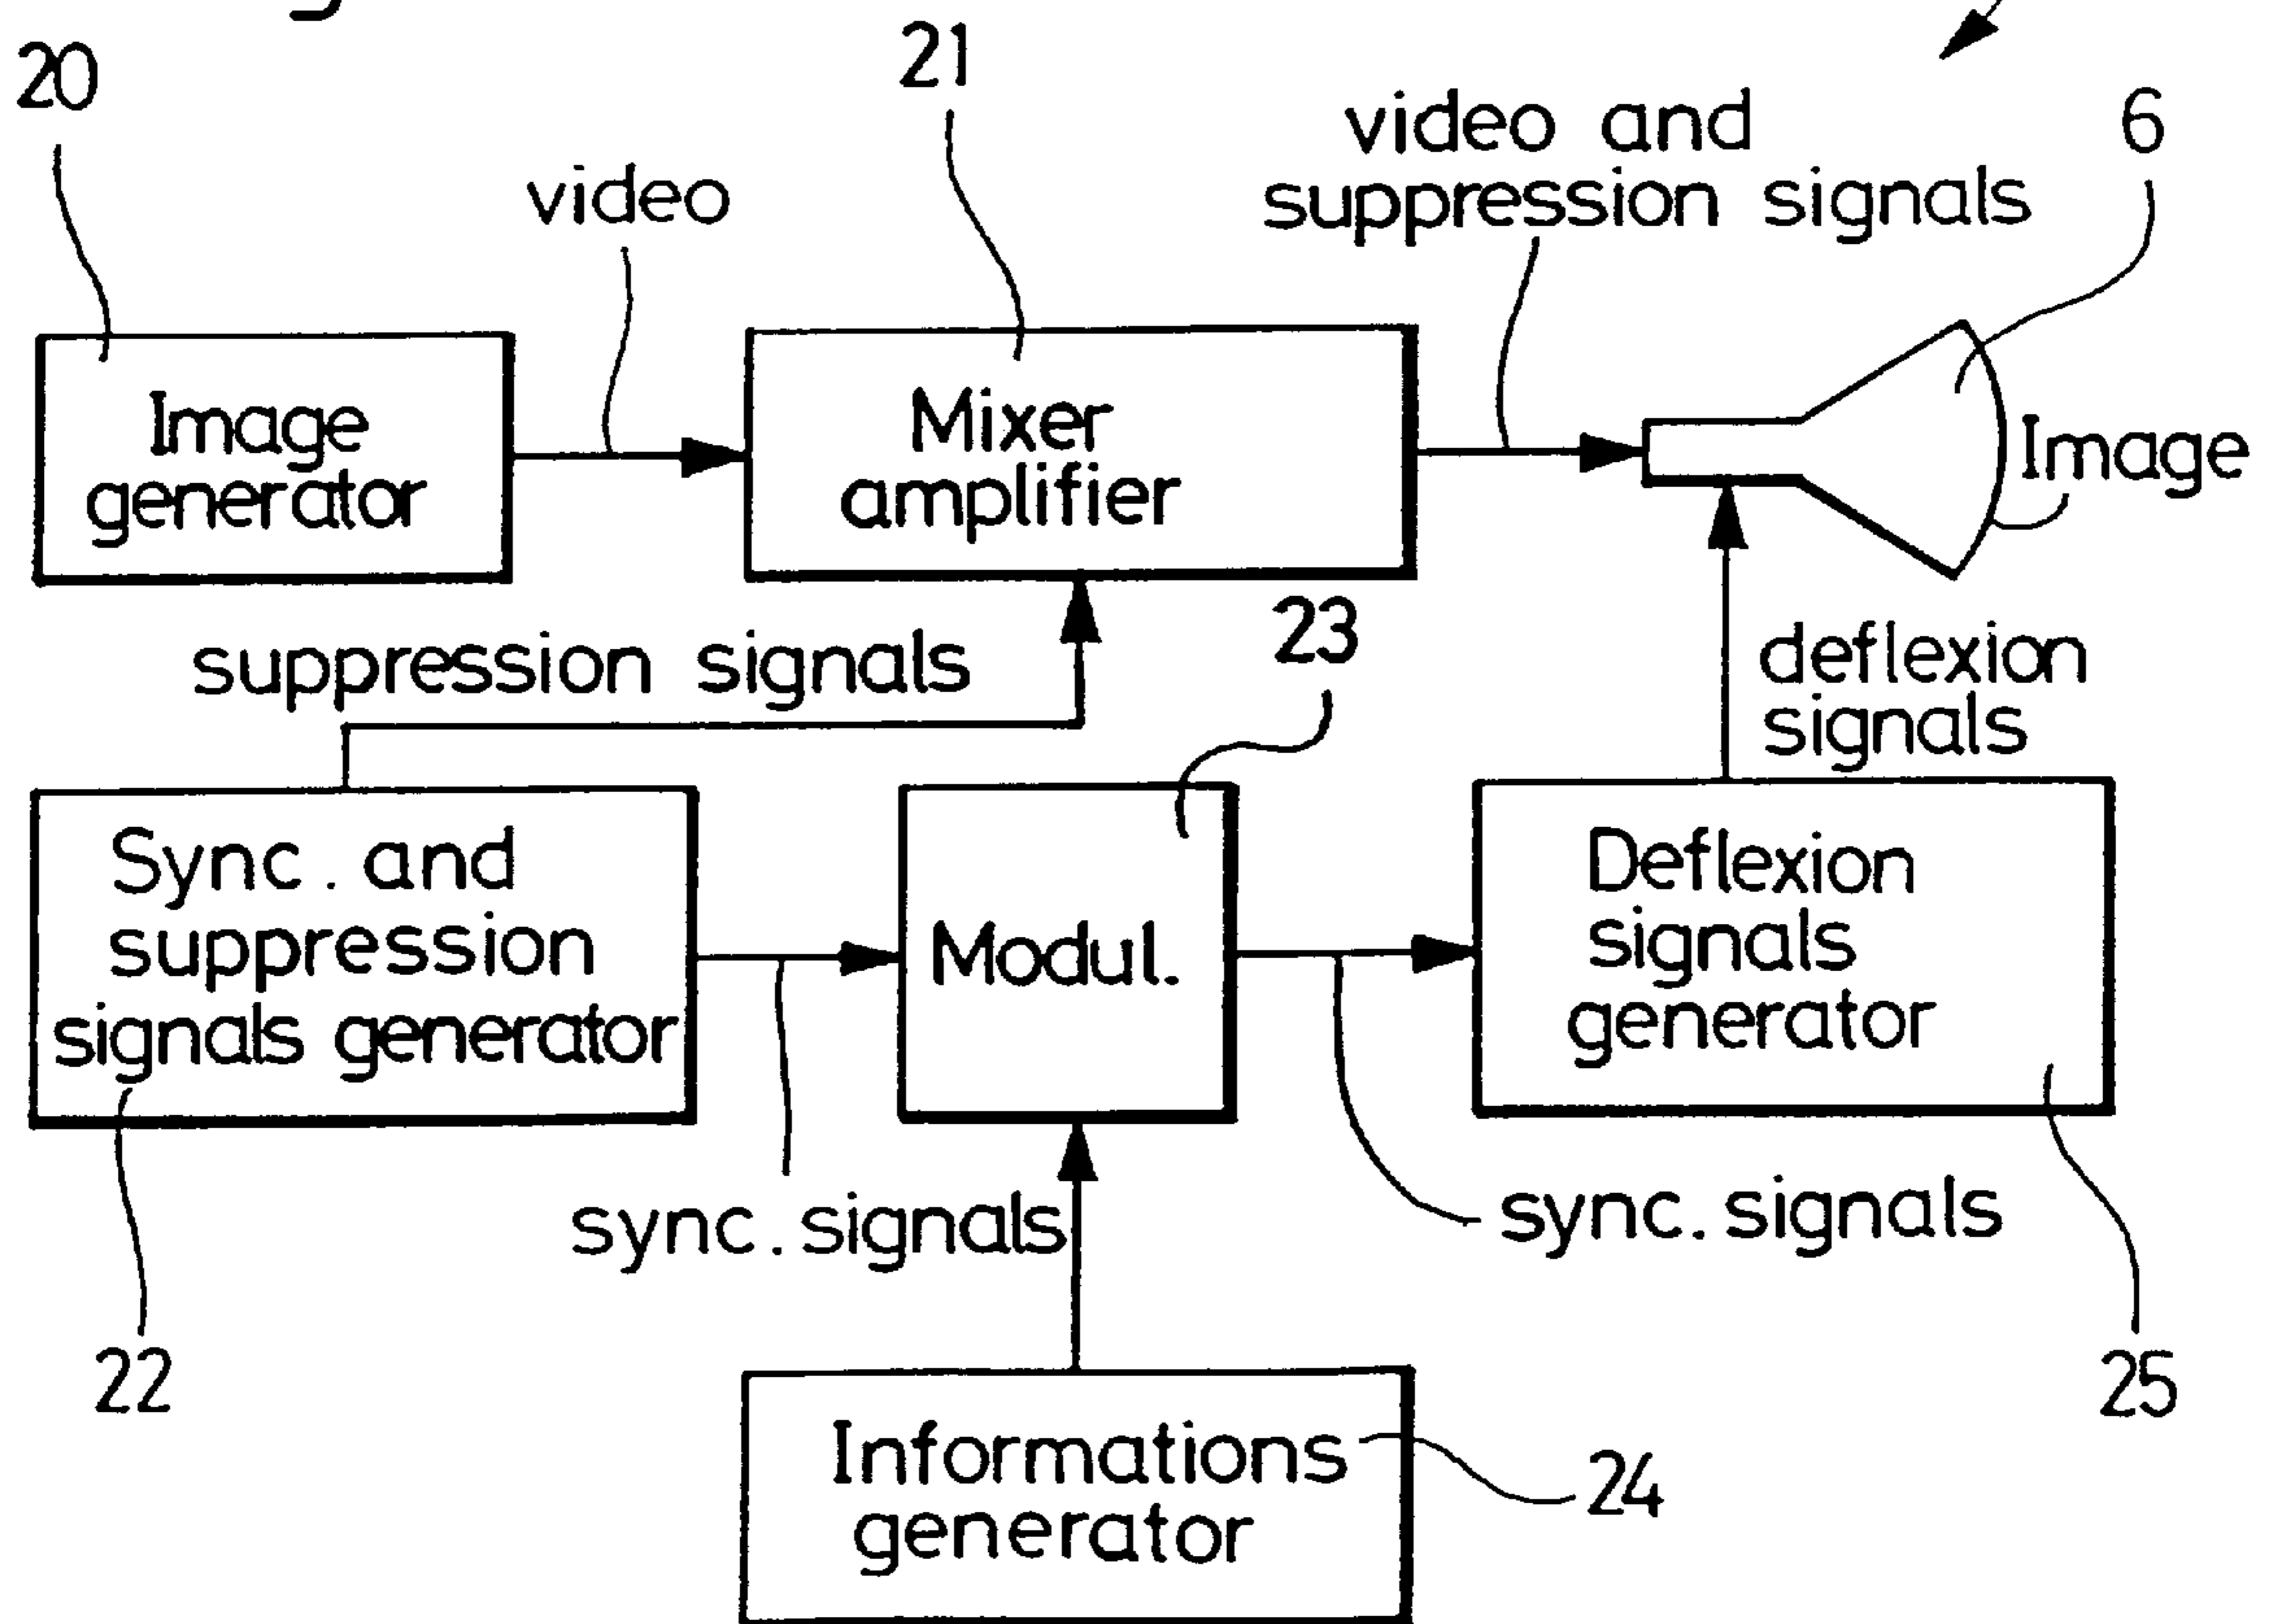 20
21
video
video and
suppression signals
6
Image
generator
Mixer
amplifier
Image
suppression signals
23
deflexion
signals
Sync. and
suppression
signals generator
Modul.
Deflexion
signals
generator
sync. signals
sync. signals
22
25
Informations
generator
24